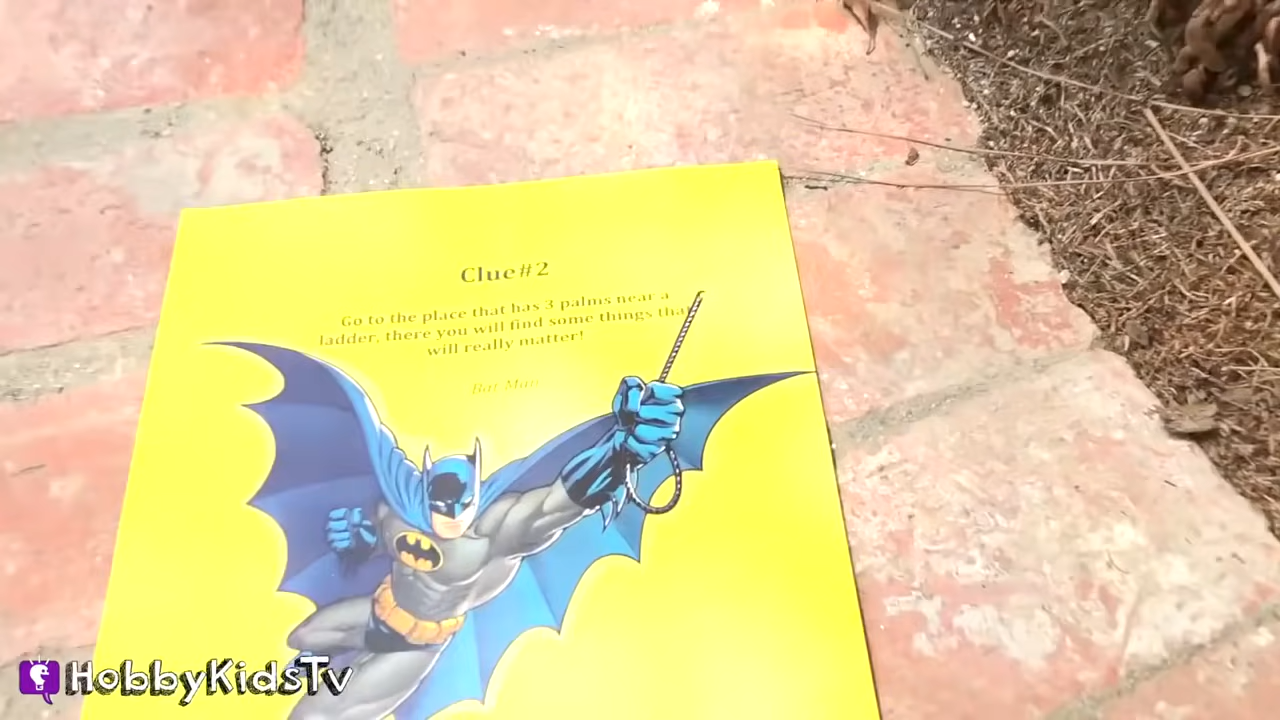 Clue#2
Go to the place that has 3 palms near a
ladder, there you will find some things that
will really matter!
Bat Man
HobbyKidsTv